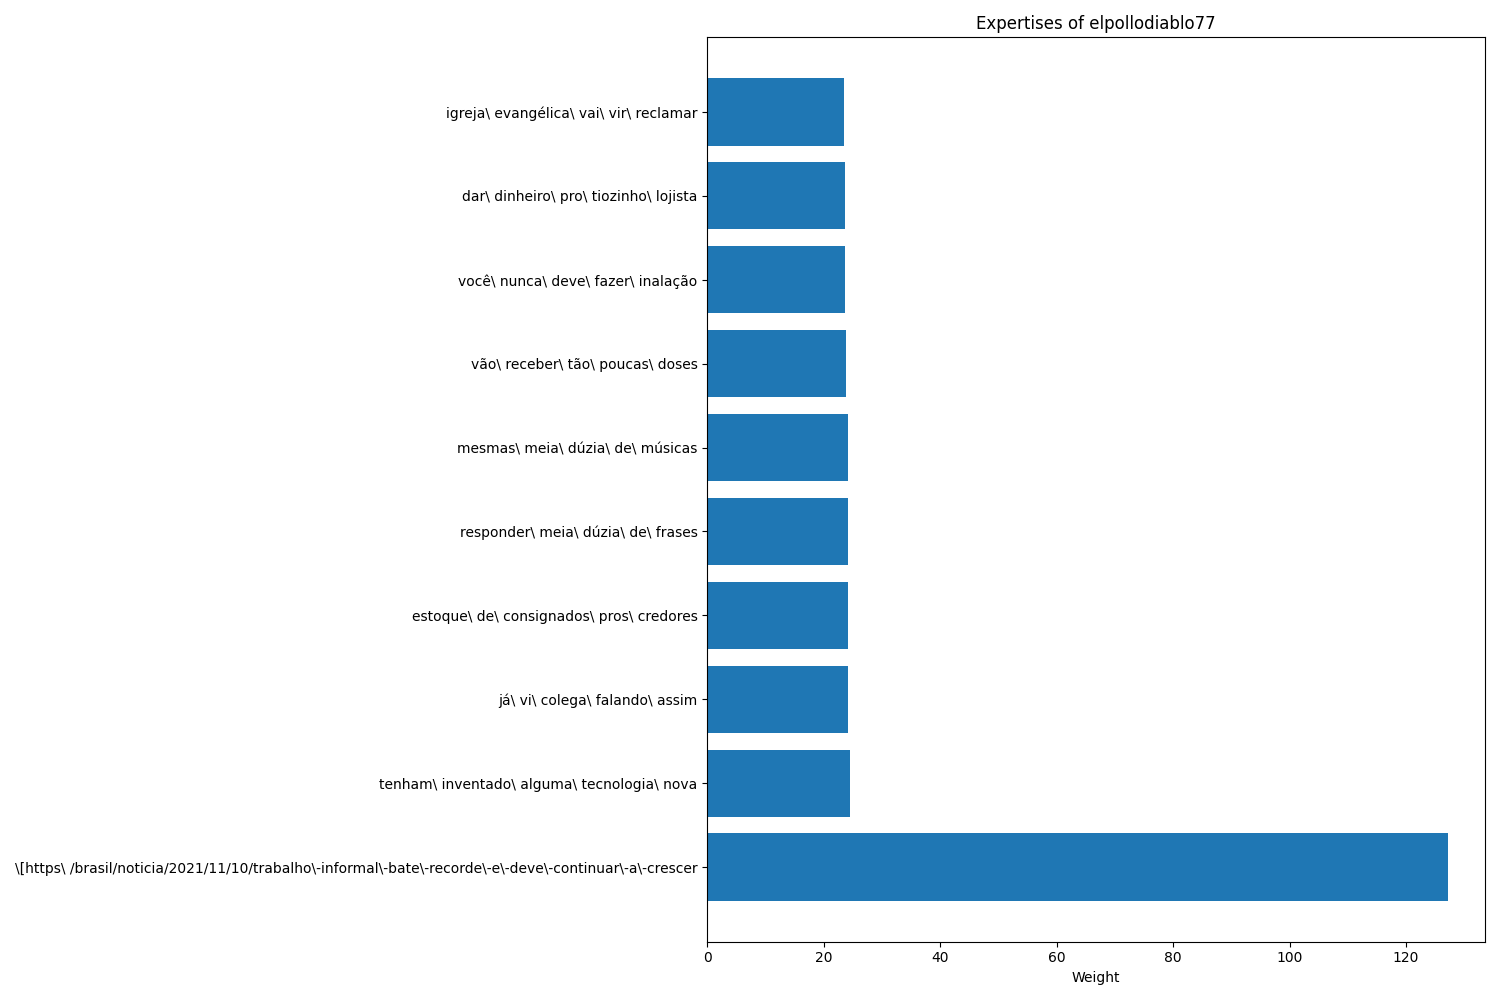 Expertises of elpollodiablo77
igreja\ evangélica\ vai\ vir\ reclamar
dar\ dinheiro\ pro\ tiozinho\ lojista
você\ nunca\ deve\ fazer\ inalação
vão\ receber\ tão\ poucas\ doses
mesmas\ meia\ dúzia\ de\ músicas
responder\ meia\ dúzia\ de\ frases
estoque\ de\ consignados\ pros\ credores
já\ vi\ colega\ falando\ assim
tenham\ inventado\ alguma\ tecnologia\ nova
\[https\ /brasil/noticia/2021/11/10/trabalho\-informal\-bate\-recorde\-e\-deve\-continuar\-a\-crescer
0 20 40 60 80 100 120
Weight